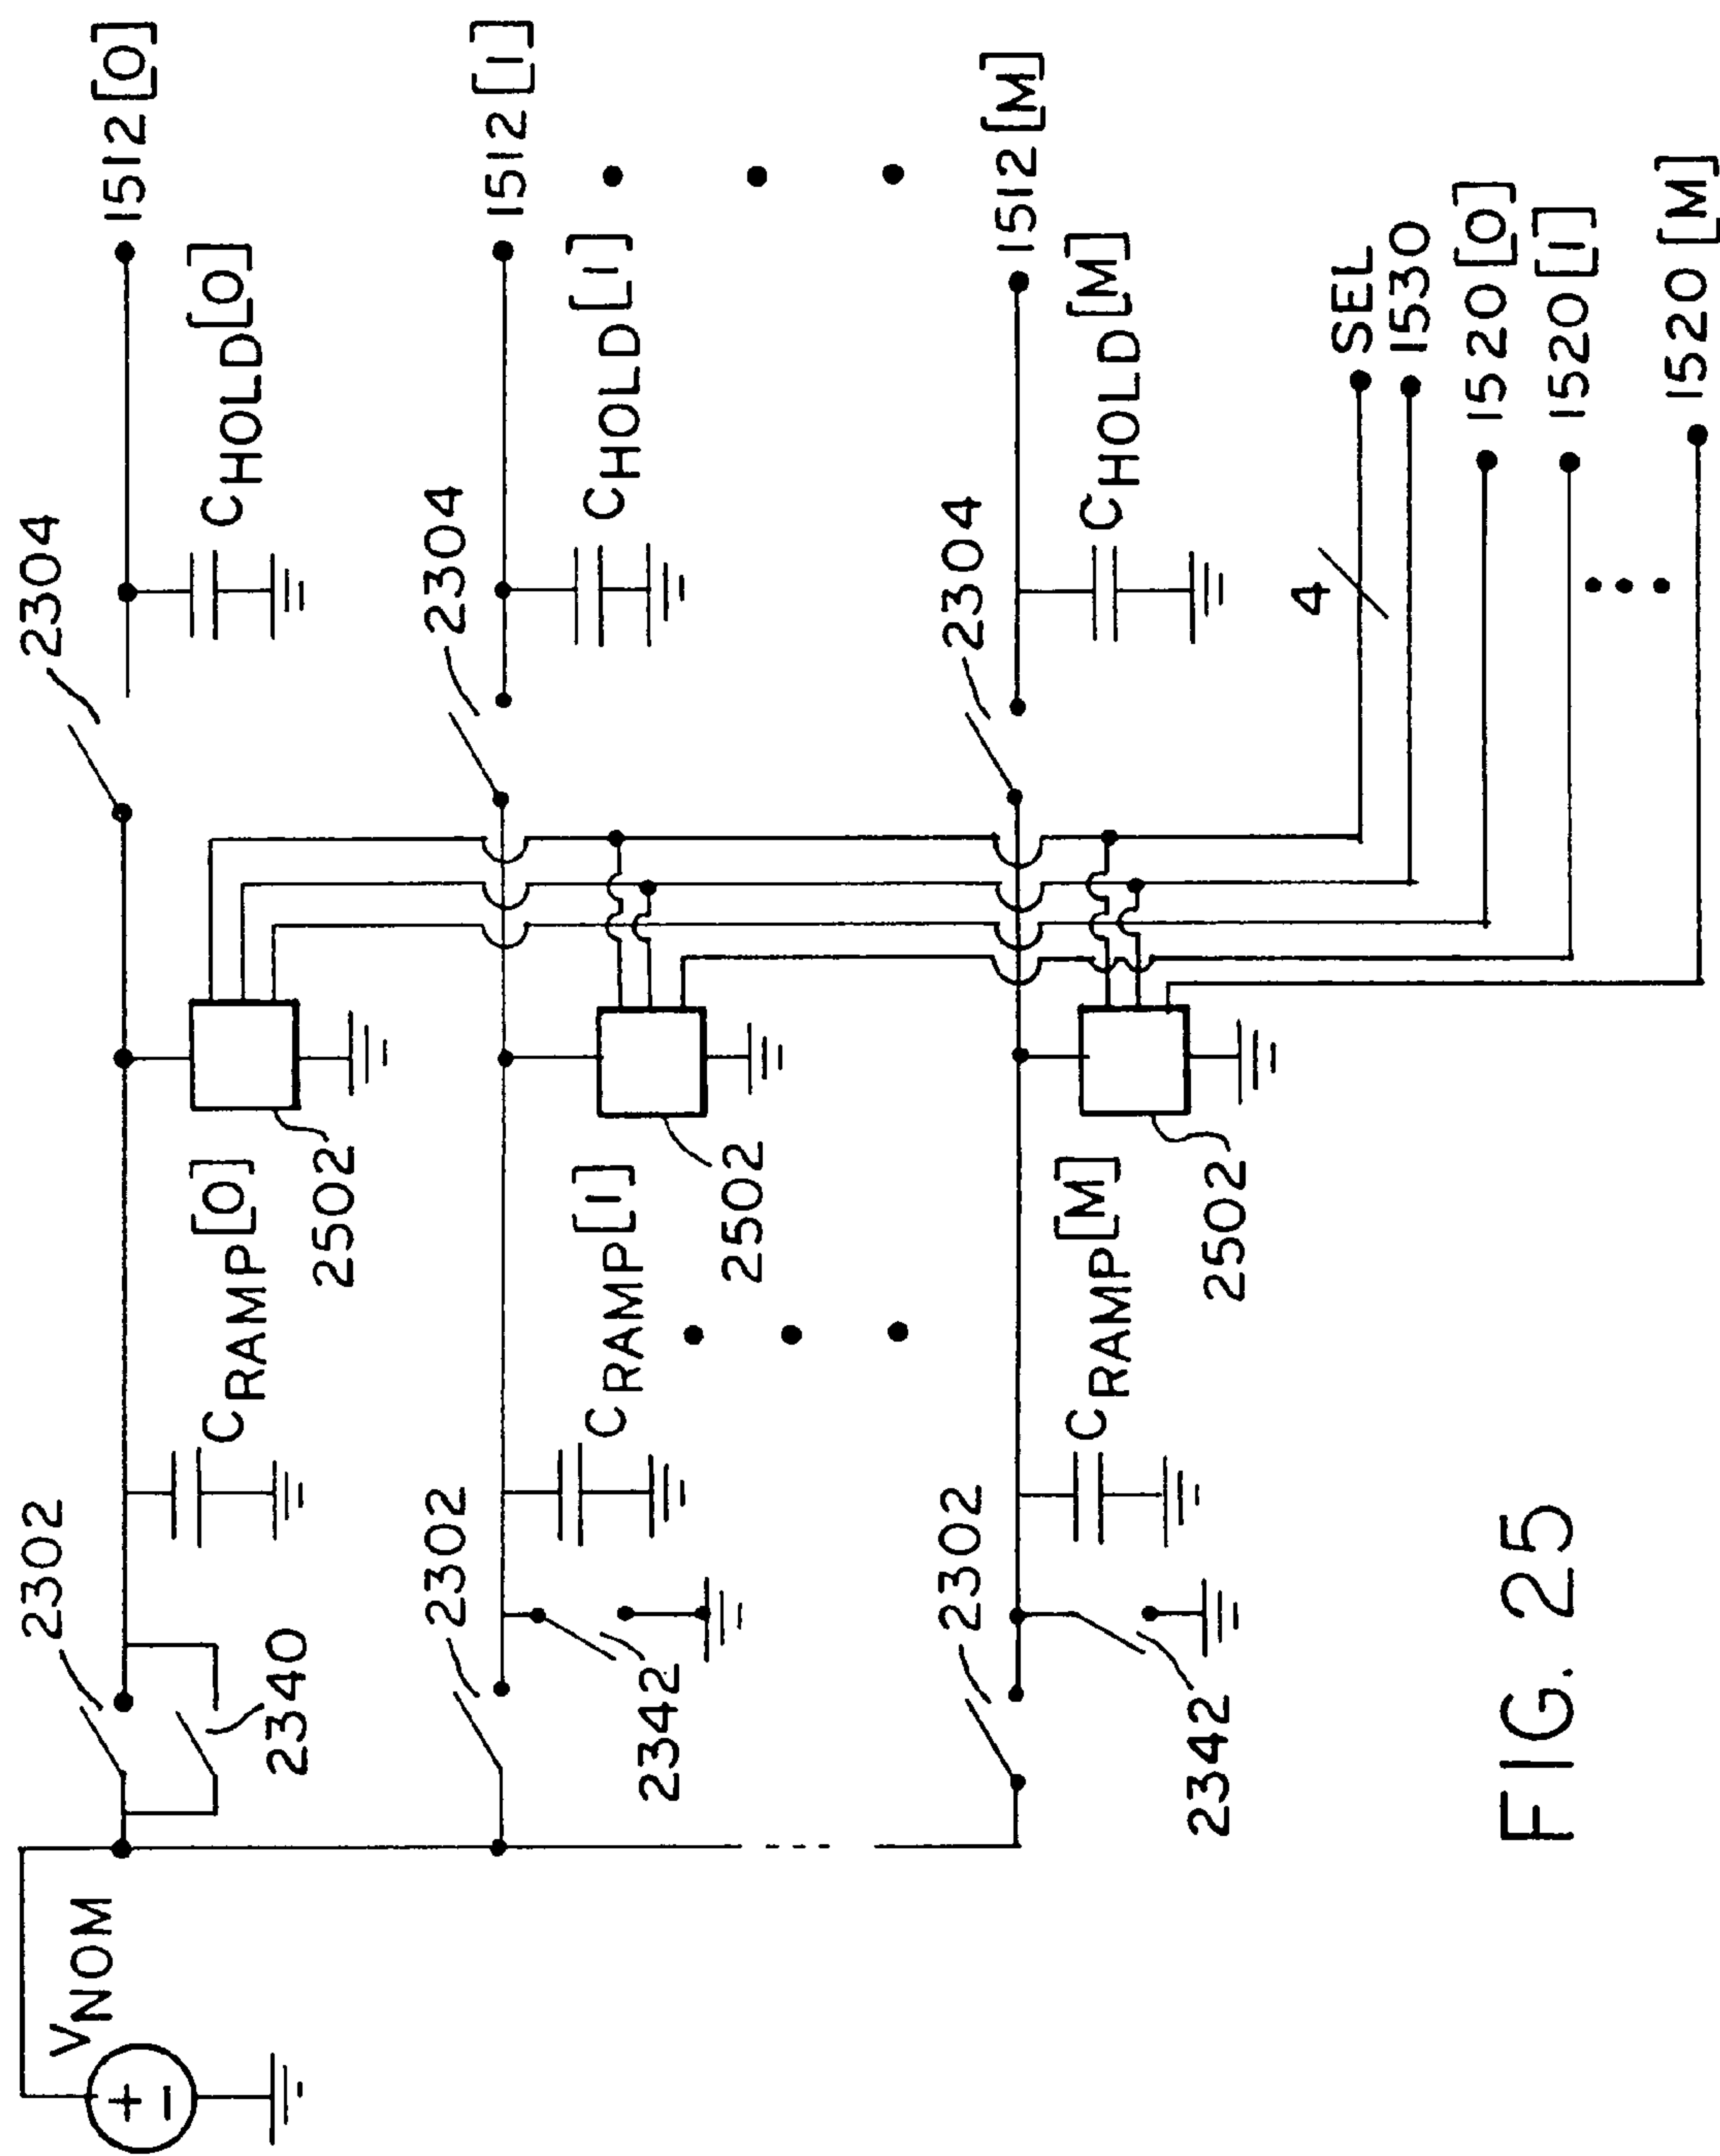 VNOM
2302
2340
CRAMP[0]
2502
2304
CHOLD[0]
1512[0]
2302
2342
CRAMP[1]
2502
2304
CHOLD[1]
1512[1]
2302
2342
CRAMP[M]
2502
2304
CHOLD[M]
1512[M]
4
SEL
1530
1520[0]
1520[1]
1520[M]
FIG. 25